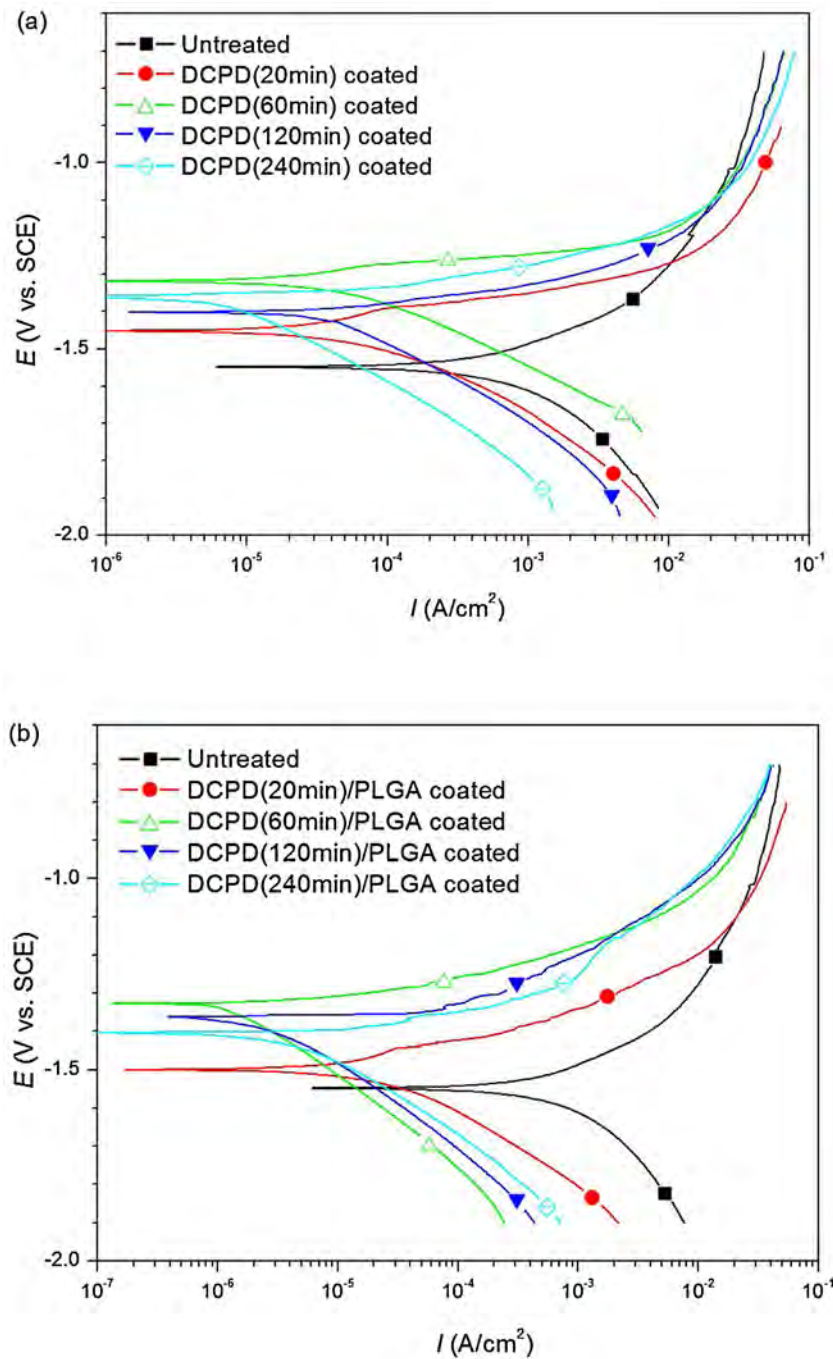 (a)
Untreated
DCPD(20min) coated
DCPD(60min) coated
DCPD(120min) coated
DCPD(240min) coated
-1.0
-1.5
-2.0
E (V vs. SCE)
10⁻⁶ 10⁻⁵ 10⁻⁴ 10⁻³ 10⁻² 10⁻¹
I (A/cm²)
(b)
Untreated
DCPD(20min)/PLGA coated
DCPD(60min)/PLGA coated
DCPD(120min)/PLGA coated
DCPD(240min)/PLGA coated
-1.0
-1.5
-2.0
E (V vs. SCE)
10⁻⁷ 10⁻⁶ 10⁻⁵ 10⁻⁴ 10⁻³ 10⁻² 10⁻¹
I (A/cm²)